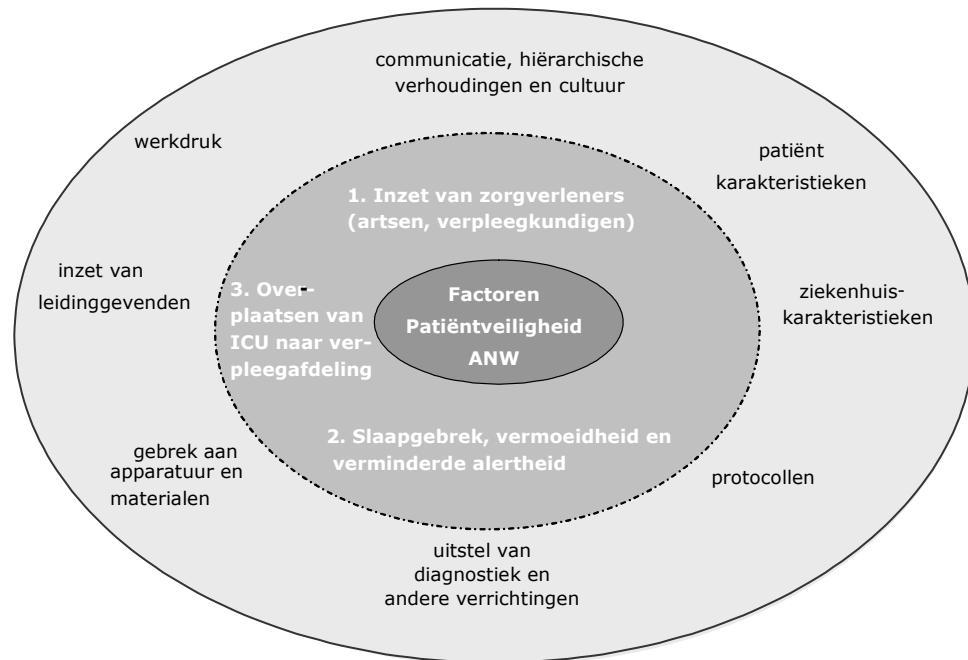 communicatie, hiërarchische
verhoudingen en cultuur
werkdruk
patiënt
karakteristieken
1. Inzet van zorgverleners
(artsen, verpleegkundigen)
inzet van
leidinggevenden
3. Over-
plaatsen van
ICU naar ver-
pleegafdeling
Factoren
Patiëntveiligheid
ANW
ziekenhuis-
karakteristieken
2. Slaapgebrek, vermoeidheid en
verminderde alertheid
gebrek aan
apparatuur en
materialen
protocollen
uitstel van
diagnostiek en
andere verrichtingen